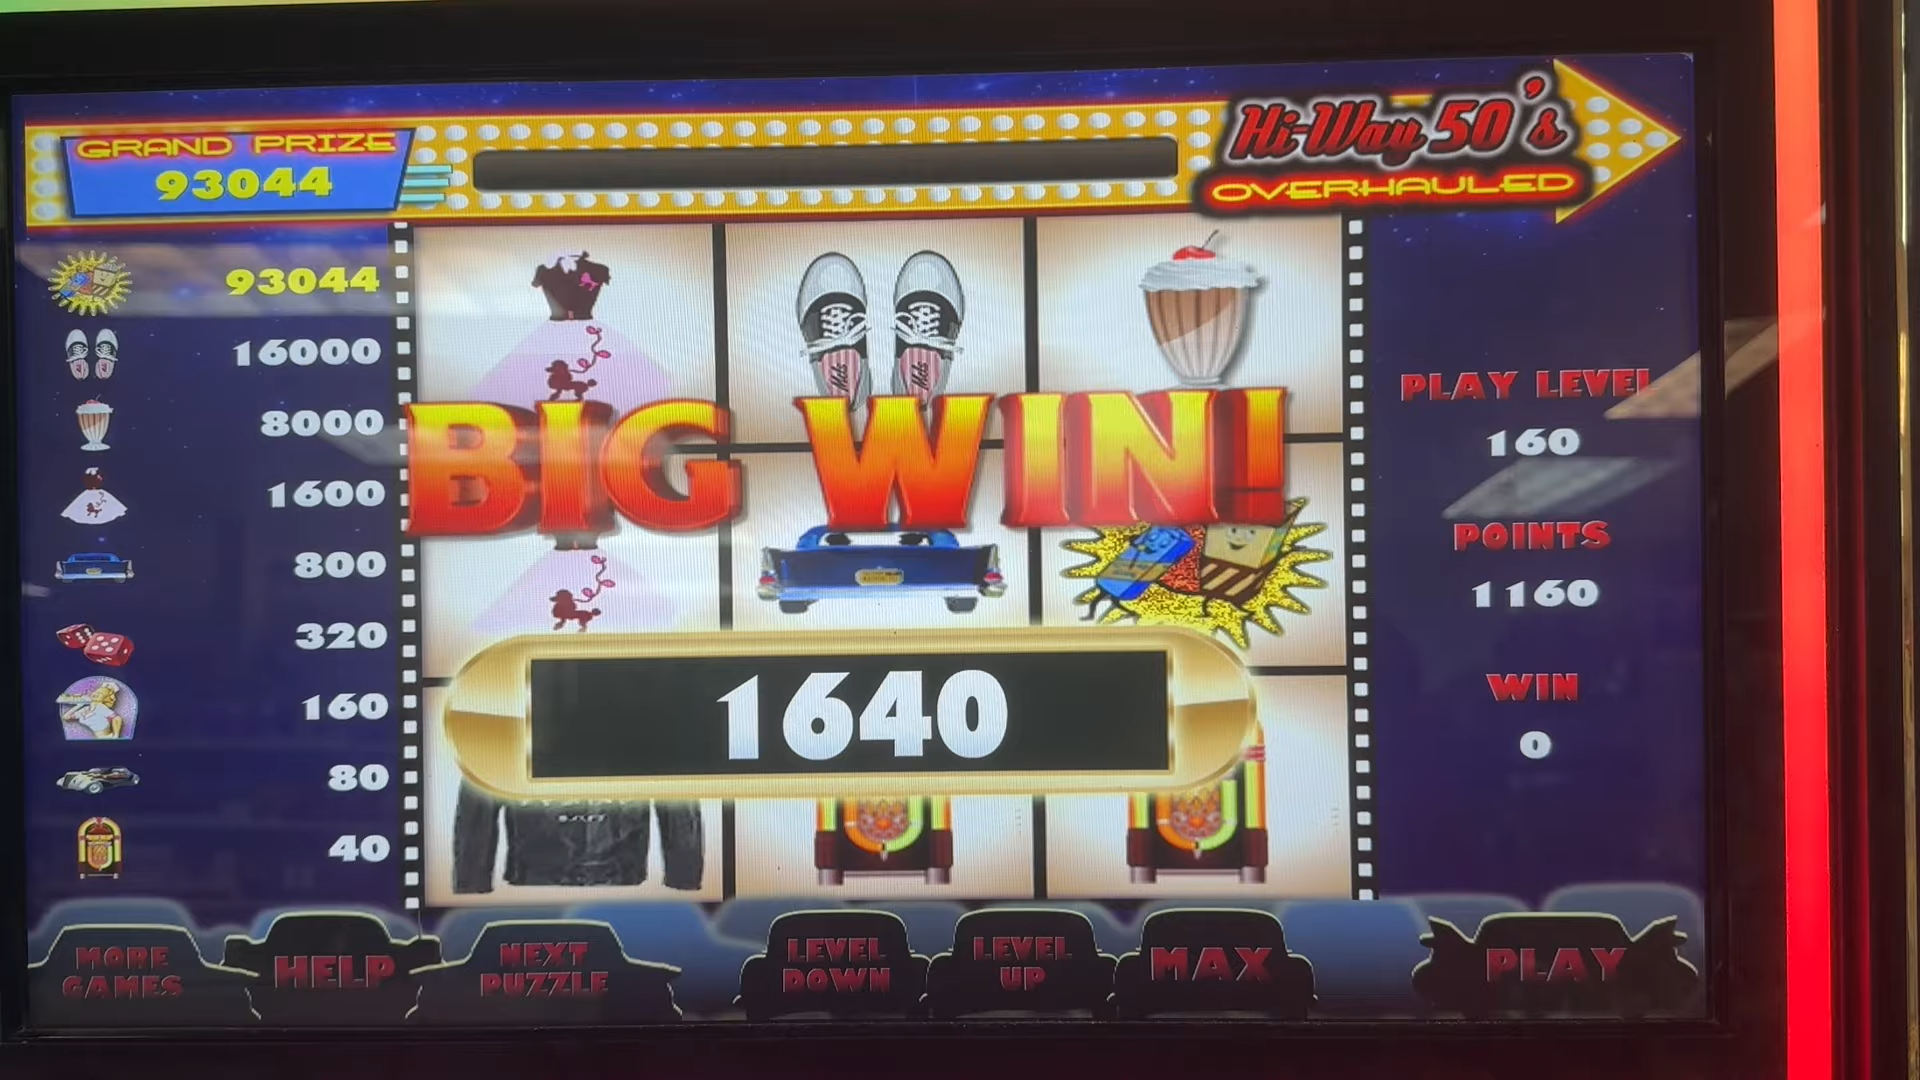 GRAND PRIZE
93044
Hi-Way 50's
OVERHAULED
93044
16000
8000
1600
800
320
160
80
40
BIG WIN!
1640
PLAY LEVEL
160
POINTS
1160
WIN
0
MORE GAMES
HELP
NEXT PUZZLE
LEVEL DOWN
LEVEL UP
MAX
PLAY